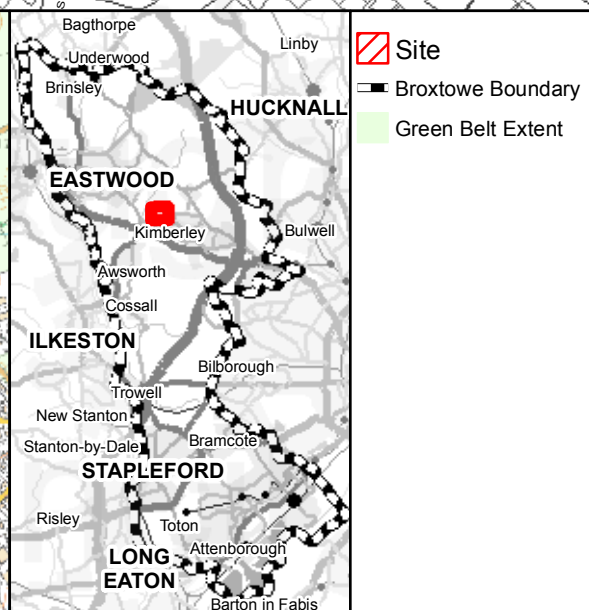 Bagthorpe
Linby
Underwood
Brinsley
HUCKNALL
EASTWOOD
Kimberley
Bulwell
Awsworth
Cossall
ILKESTON
Bilborough
Trowell
New Stanton
Bramcote
Stanton-by-Dale
STAPLEFORD
Risley
Toton
Attenborough
LONG
EATON
Barton in Fabis
Site
Broxtowe Boundary
Green Belt Extent